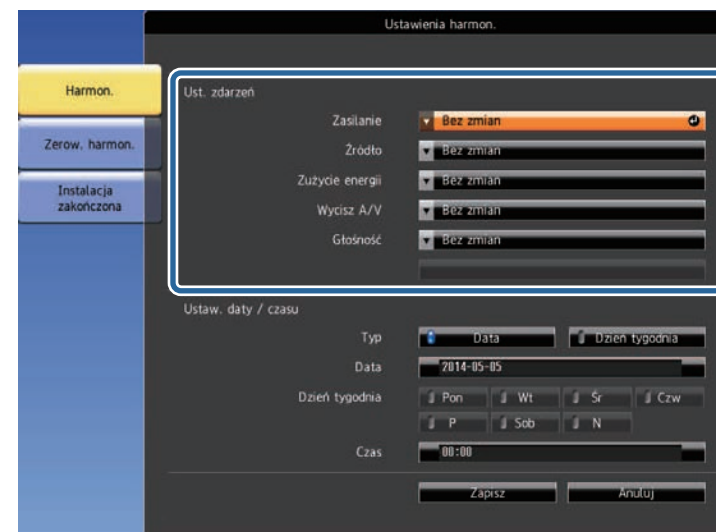 Ustawienia harmon.
Harmon.
Zerow. harmon.
Instalacja
zakończona
Ust. zdarzeń
Zasilanie Bez zmian
Źródło Bez zmian
Zużycie energii Bez zmian
Wycisz A/V Bez zmian
Głośność Bez zmian
Ustaw. daty / czasu
Typ Data Dzień tygodnia
Data 2014-05-05
Dzień tygodnia Pon Wt Śr Czw
P Sob N
Czas 00:00
Zapisz Anuluj